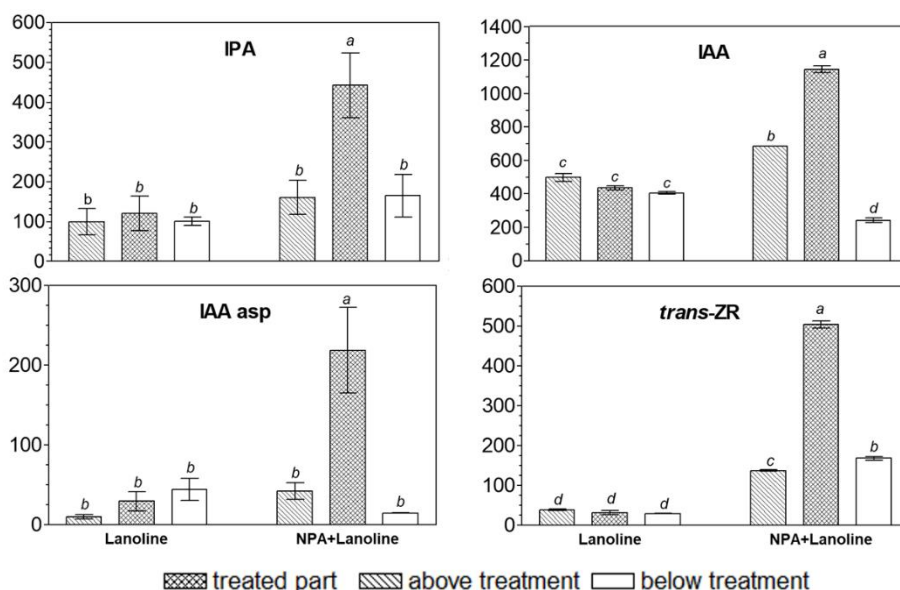 IPA
600
500
400
300
200
100
0
b
b
b
b
a
b
IAA
1400
1200
1000
800
600
400
200
0
c
c
c
b
a
d
IAA asp
300
200
100
0
b
b
b
b
a
b
Lanoline
NPA+Lanoline
trans-ZR
600
500
400
300
200
100
0
d
d
d
c
a
b
Lanoline
NPA+Lanoline
treated part above treatment below treatment